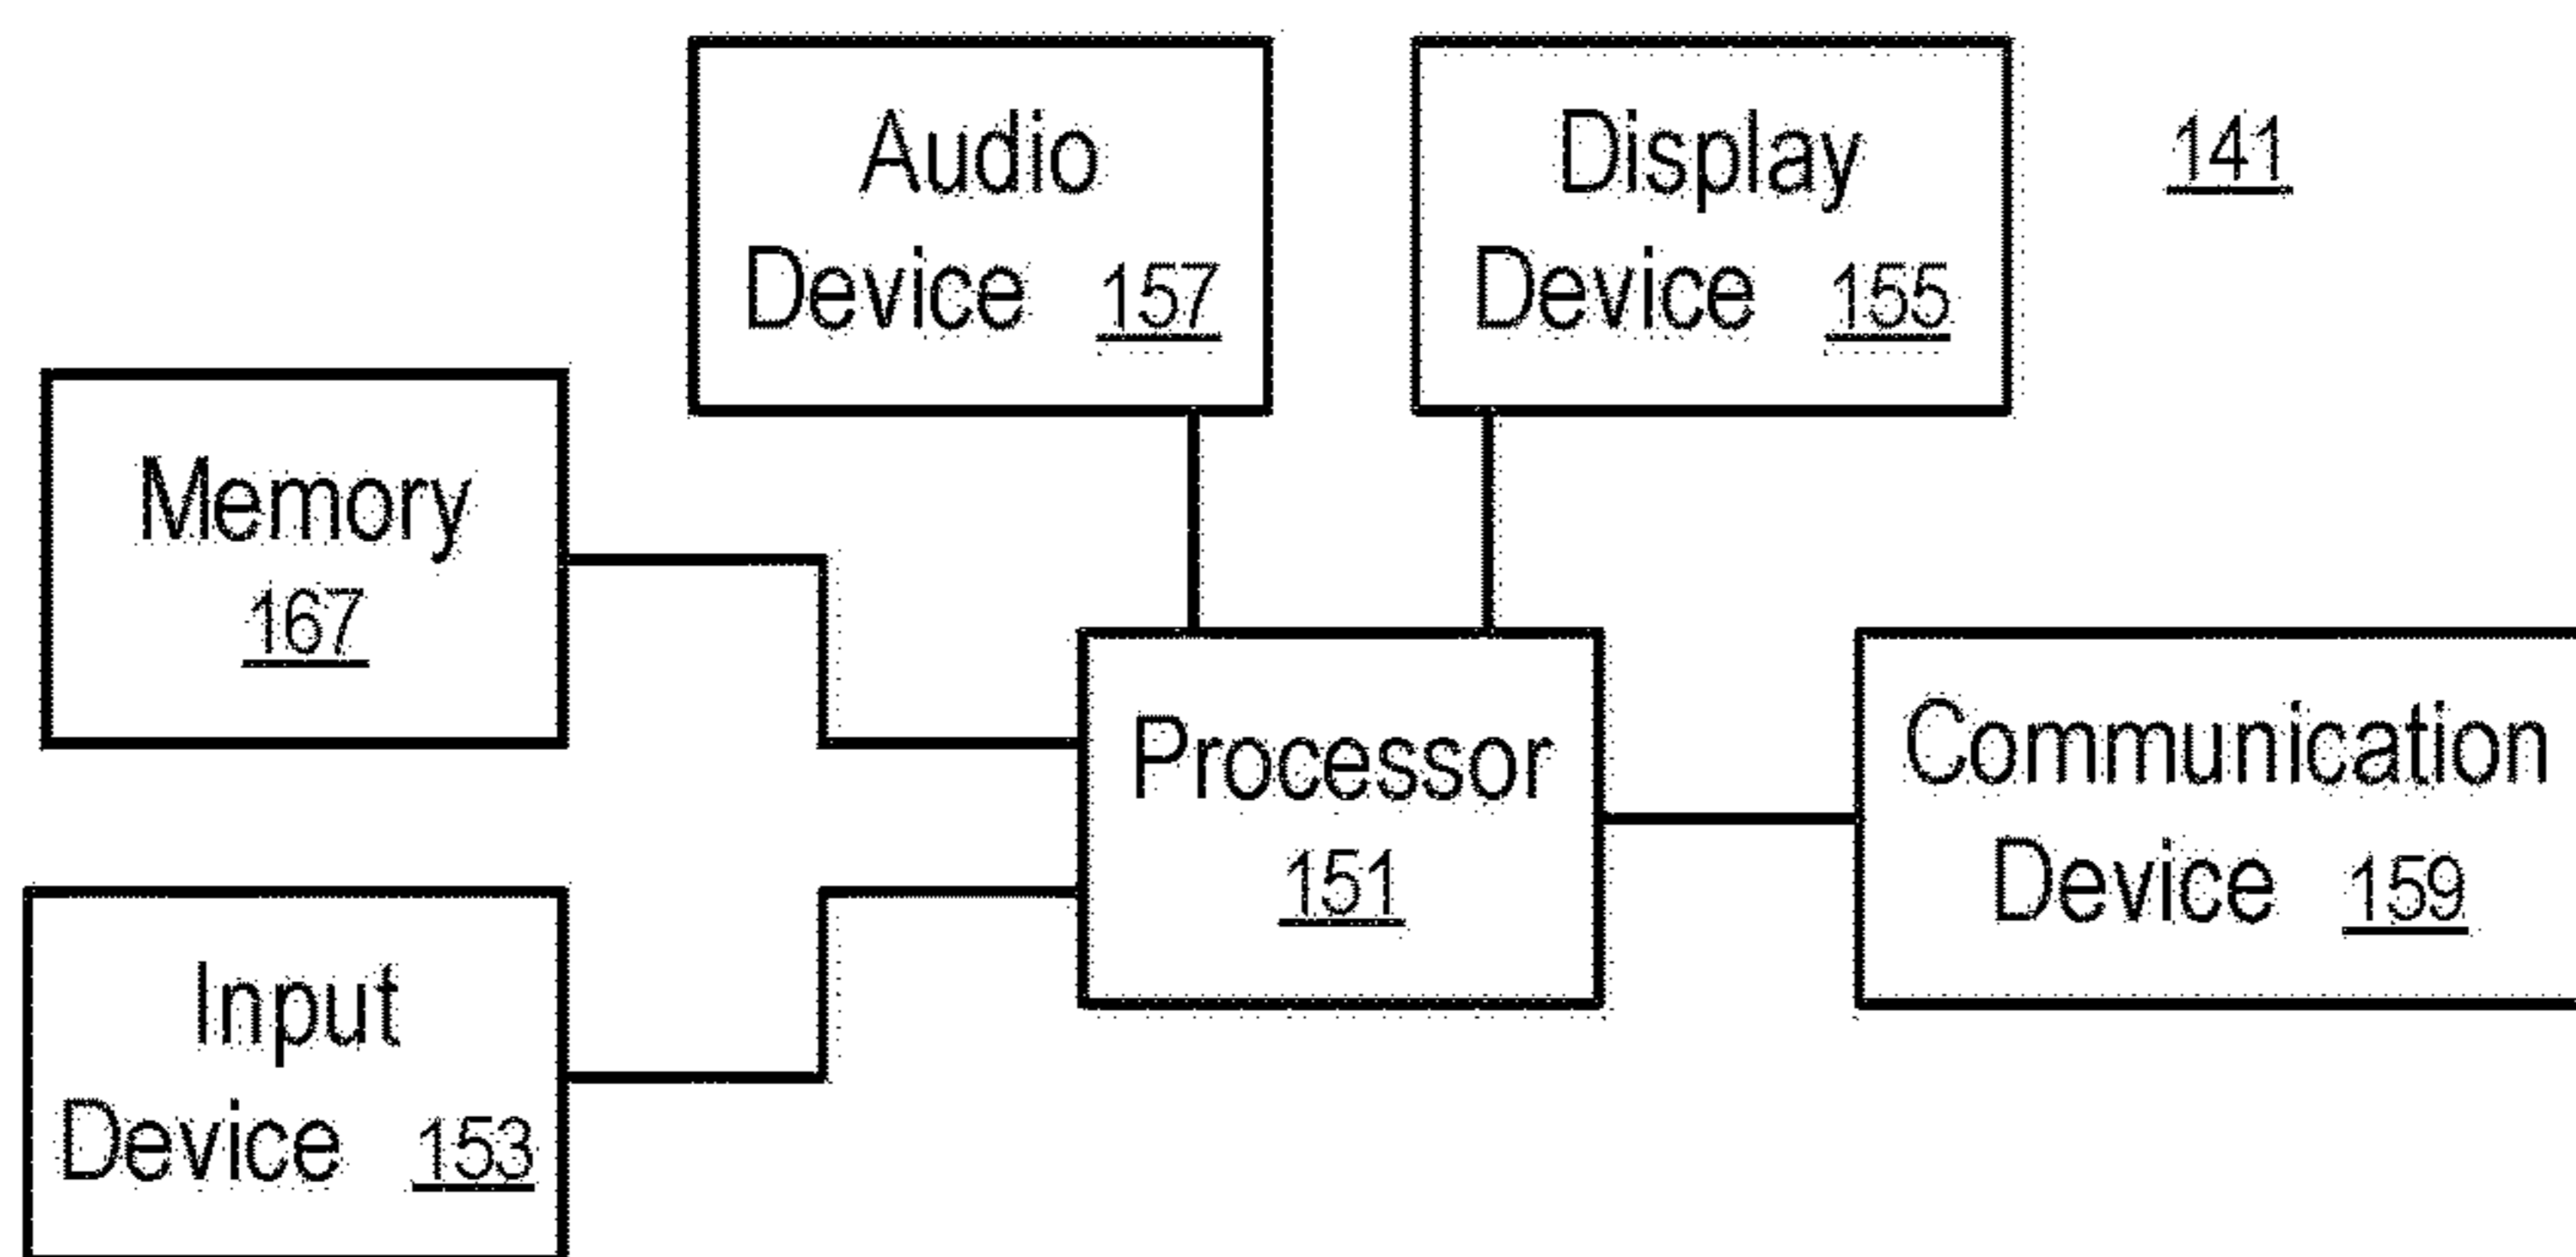 Audio
Device 157
Display
Device 155
141
Memory
167
Processor
151
Communication
Device 159
Input
Device 153